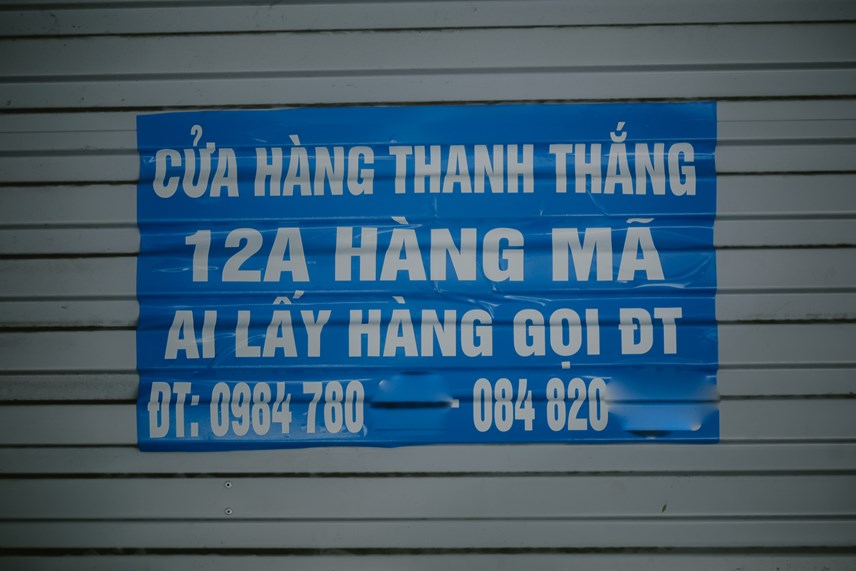 CỬA HÀNG THANH THẮNG
12A HÀNG MÃ
AI LẤY HÀNG GỌI ĐT
ĐT: 0984 780 - 084 820